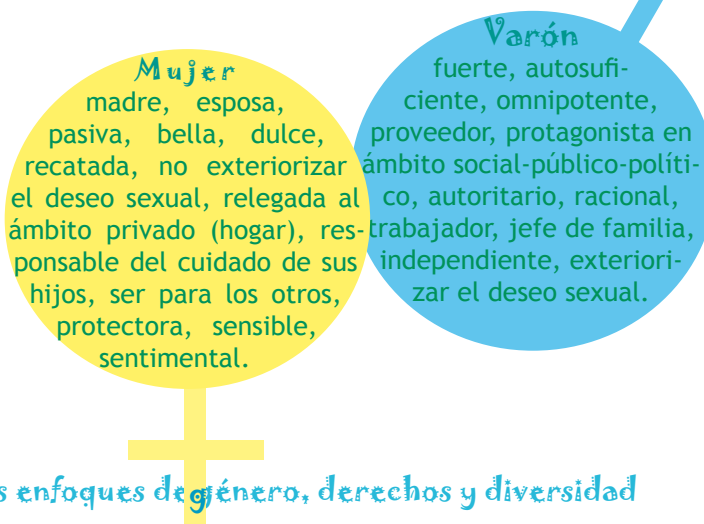 Mujer
madre, esposa,
pasiva, bella, dulce,
recatada, no exteriorizar
el deseo sexual, relegada al
ámbito privado (hogar), res-
ponsable del cuidado de sus
hijos, ser para los otros,
protectora, sensible,
sentimental.
Varón
fuerte, autosufi-
ciente, omnipotente,
proveedor, protagonista en
ámbito social-público-políti-
co, autoritario, racional,
trabajador, jefe de familia,
independiente, exteriori-
zar el deseo sexual.
s enfoques de género, derechos y diversidad